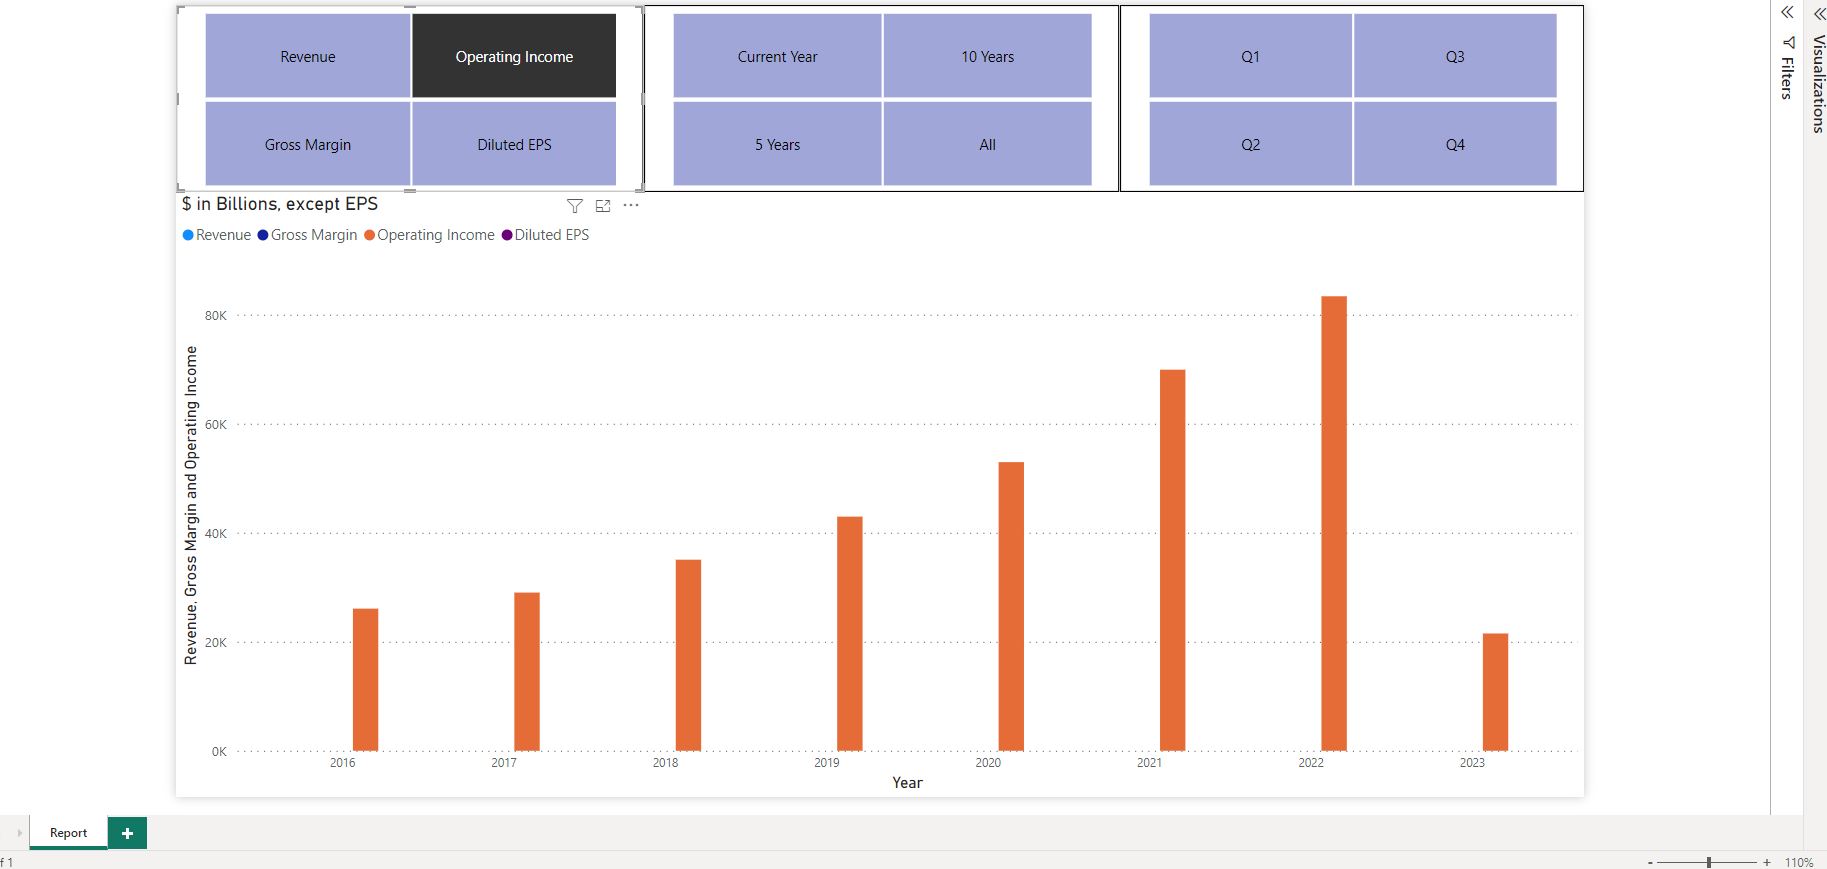 Revenue
Operating Income
Current Year
10 Years
Q1
Q3
Gross Margin
Diluted EPS
5 Years
All
Q2
Q4
Filters
Visualizations
$ in Billions, except EPS
Revenue Gross Margin Operating Income Diluted EPS
Revenue, Gross Margin and Operating Income
80K
60K
40K
20K
0K
2016 2017 2018 2019 2020 2021 2022 2023
Year
Report
f 1
- + 110%